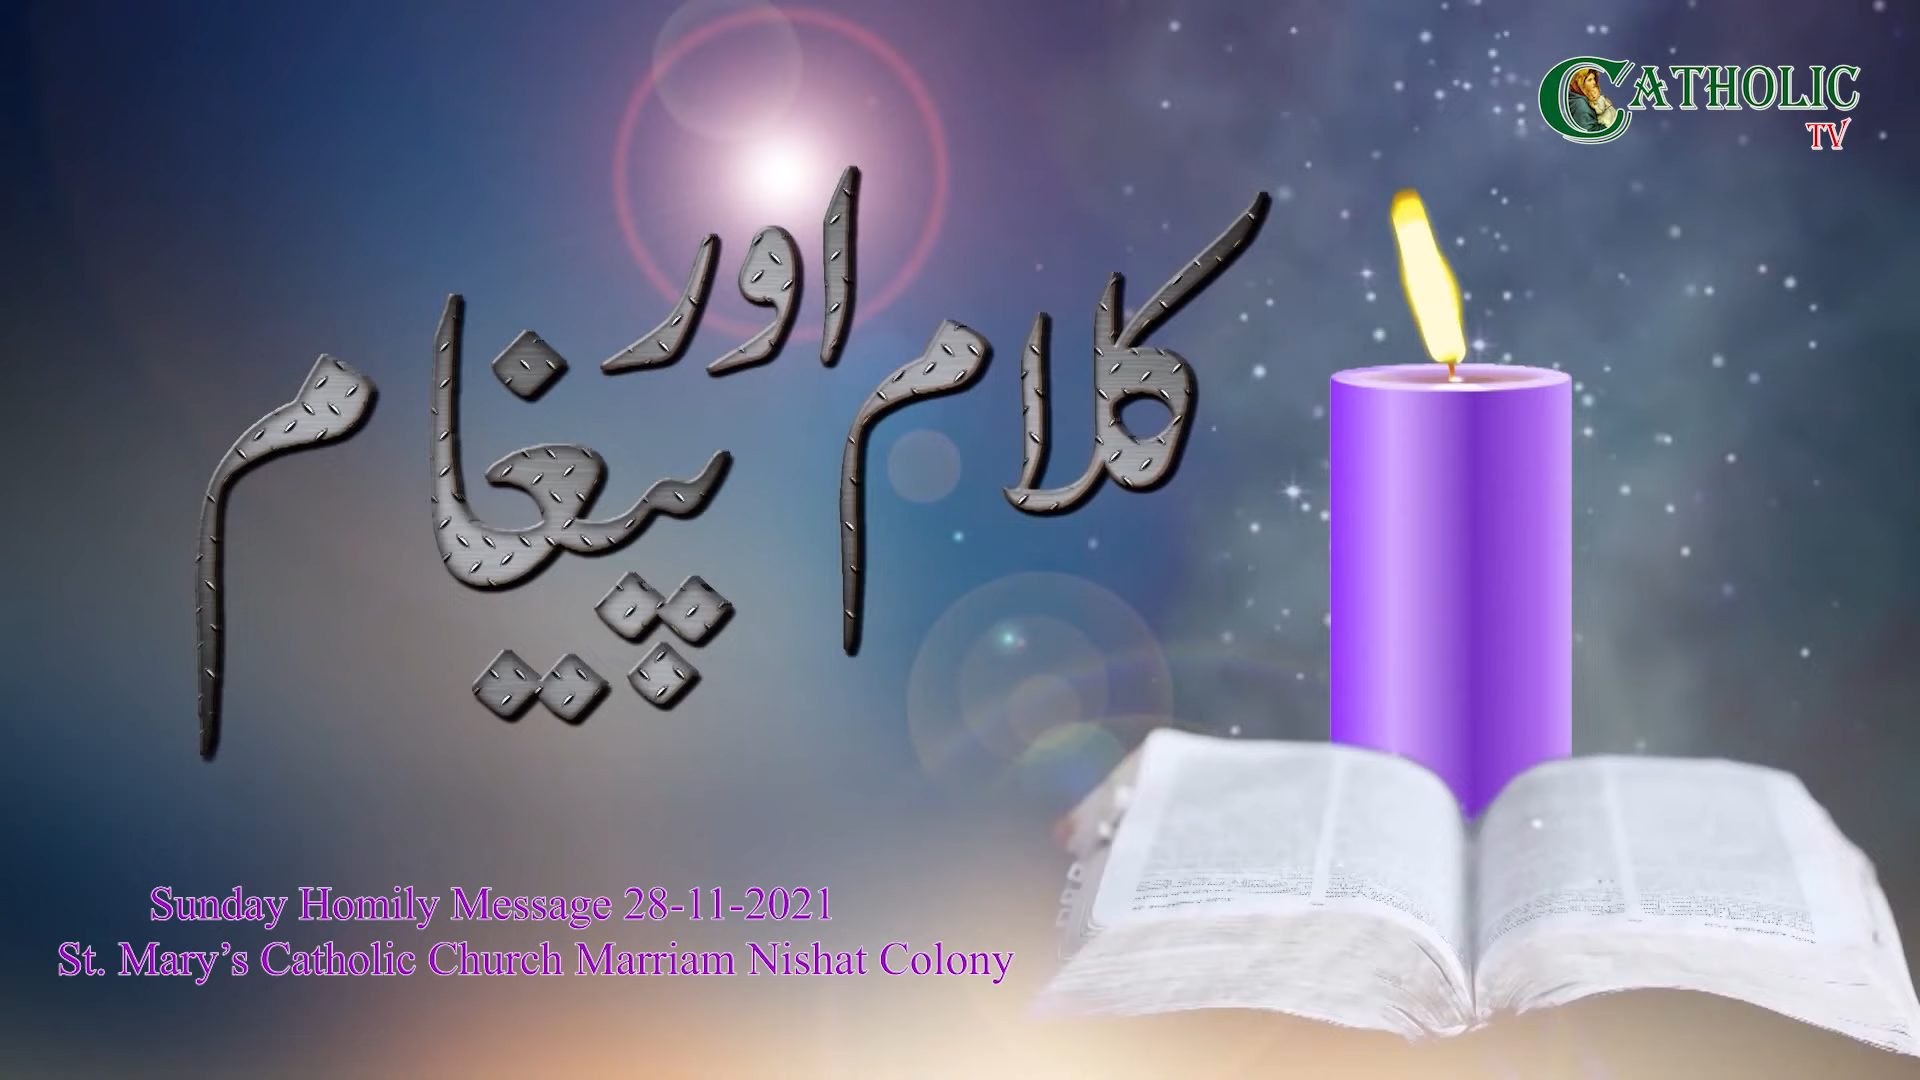 CATHOLIC
TV
کلام اور پیغام
Sunday Homily Message 28-11-2021
St. Mary’s Catholic Church Marriam Nishat Colony